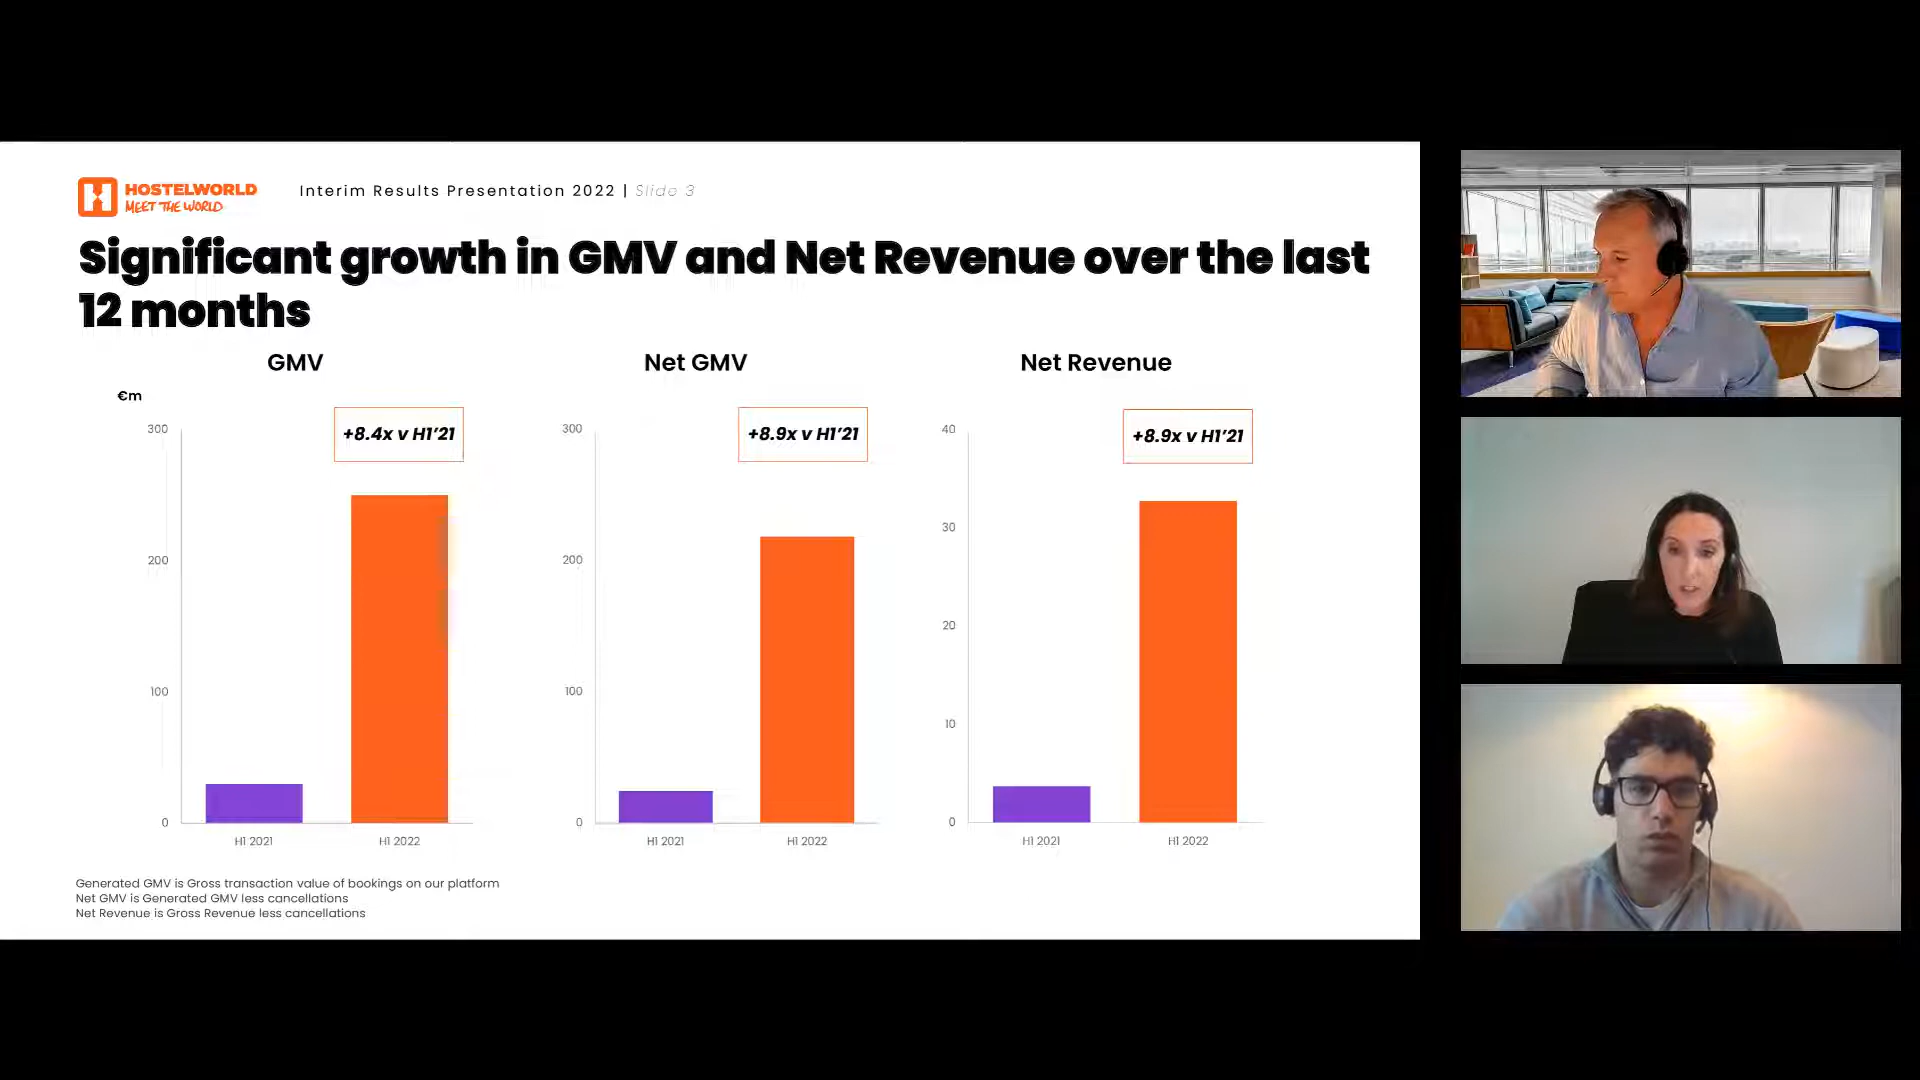 HOSTELWORLD
MEET THE WORLD
Interim Results Presentation 2022 | Slide 3
Significant growth in GMV and Net Revenue over the last
12 months
GMV
€m
300
200
100
0
+8.4x v H1'21
H1 2021
H1 2022
Net GMV
300
200
100
0
+8.9x v H1'21
H1 2021
H1 2022
Net Revenue
40
30
20
10
0
+8.9x v H1'21
H1 2021
H1 2022
Generated GMV is Gross transaction value of bookings on our platform
Net GMV is Generated GMV less cancellations
Net Revenue is Gross Revenue less cancellations